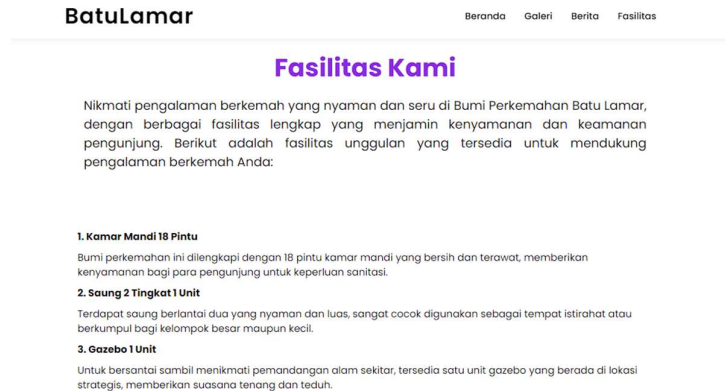 BatuLamar
Beranda Galeri Berita Fasilitas
Fasilitas Kami
Nikmati pengalaman berkemah yang nyaman dan seru di Bumi Perkemahan Batu Lamar,
dengan berbagai fasilitas lengkap yang menjamin kenyamanan dan keamanan
pengunjung. Berikut adalah fasilitas unggulan yang tersedia untuk mendukung
pengalaman berkemah Anda:
1. Kamar Mandi 18 Pintu
Bumi perkemahan ini dilengkapi dengan 18 pintu kamar mandi yang bersih dan terawat, memberikan
kenyamanan bagi para pengunjung untuk keperluan sanitasi.
2. Saung 2 Tingkat 1 Unit
Terdapat saung berlantai dua yang nyaman dan luas, sangat cocok digunakan sebagai tempat istirahat atau
berkumpul bagi kelompok besar maupun kecil.
3. Gazebo 1 Unit
Untuk bersantai sambil menikmati pemandangan alam sekitar, tersedia satu unit gazebo yang berada di lokasi
strategis, memberikan suasana tenang dan teduh.